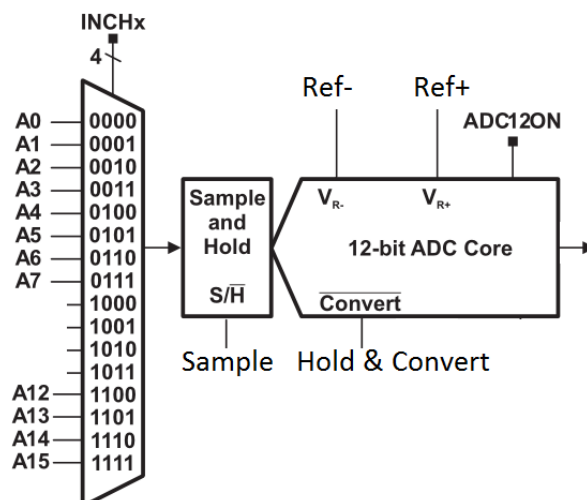 INCHx
4
Ref-
Ref+
ADC12ON
A0 0000
A1 0001
A2 0010
A3 0011
A4 0100
A5 0101
A6 0110
A7 0111
1000
1001
1010
1011
A12 1100
A13 1101
A14 1110
A15 1111
Sample
and
Hold
S/H̅
VR-
VR+
12-bit ADC Core
Convert
Sample
Hold & Convert